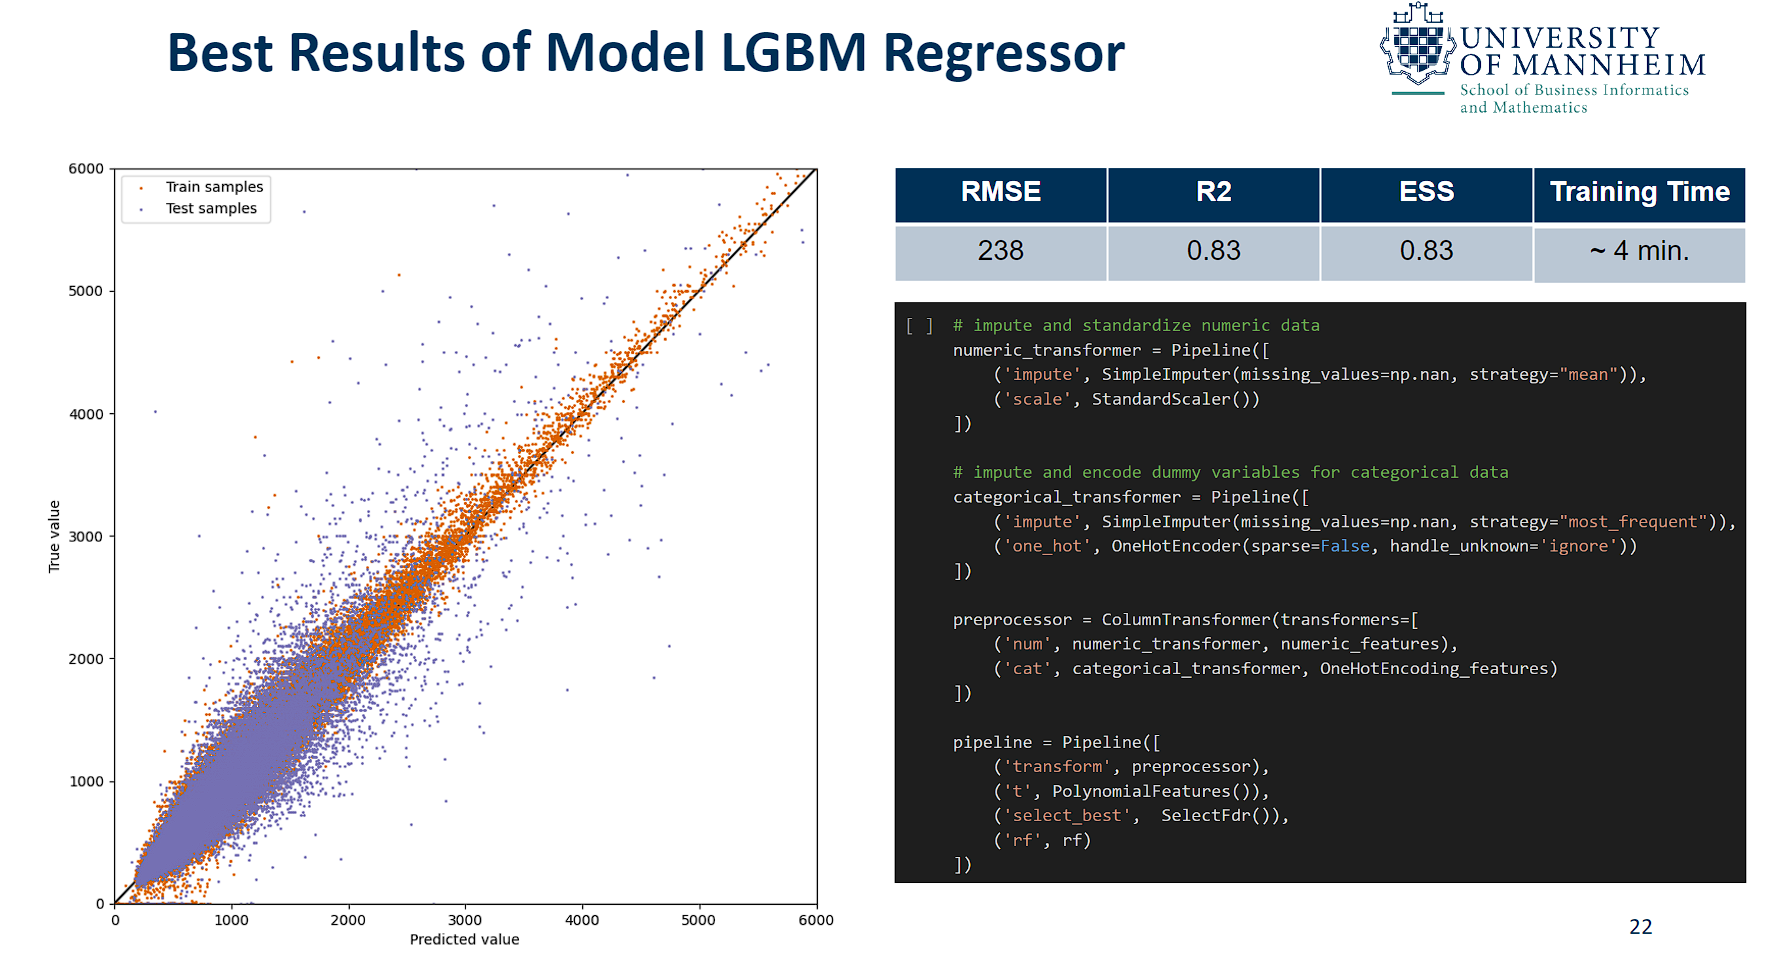 Best Results of Model LGBM Regressor
UNIVERSITY
OF MANNHEIM
School of Business Informatics
and Mathematics
6000
5000
4000
3000
2000
1000
0
True value
Train samples
Test samples
0 1000 2000 3000 4000 5000 6000
Predicted value
RMSE R2 ESS Training Time
238 0.83 0.83 ~ 4 min.
[ ] # impute and standardize numeric data
numeric_transformer = Pipeline([
('impute', SimpleImputer(missing_values=np.nan, strategy="mean")),
('scale', StandardScaler())
])
# impute and encode dummy variables for categorical data
categorical_transformer = Pipeline([
('impute', SimpleImputer(missing_values=np.nan, strategy="most_frequent")),
('one_hot', OneHotEncoder(sparse=False, handle_unknown='ignore'))
])
preprocessor = ColumnTransformer(transformers=[
('num', numeric_transformer, numeric_features),
('cat', categorical_transformer, OneHotEncoding_features)
])
pipeline = Pipeline([
('transform', preprocessor),
('t', PolynomialFeatures()),
('select_best', SelectFdr()),
('rf', rf)
])
22